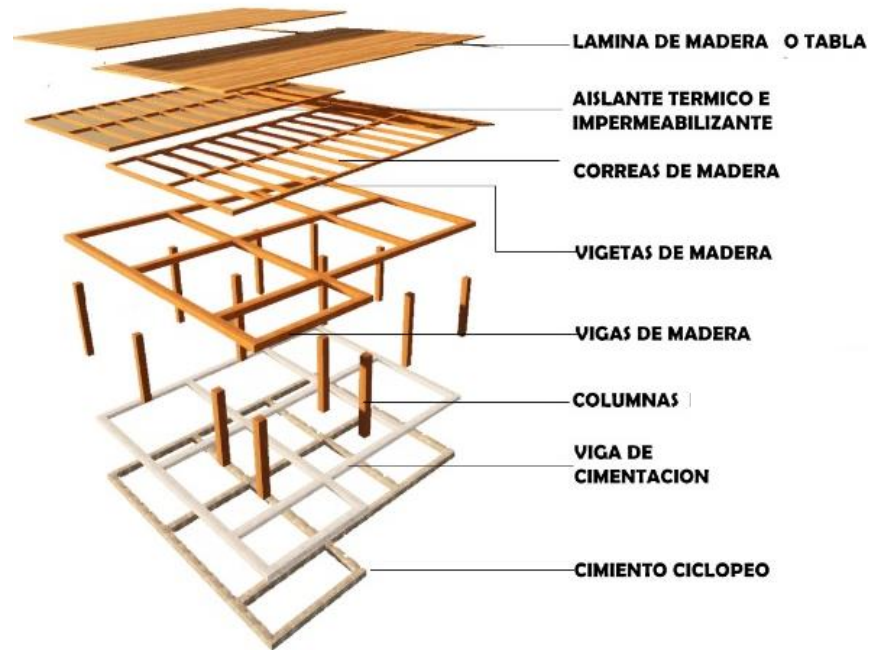 LAMINA DE MADERA O TABLA
AISLANTE TERMICO E
IMPERMEABILIZANTE
CORREAS DE MADERA
VIGETAS DE MADERA
VIGAS DE MADERA
COLUMNAS
VIGA DE
CIMENTACION
CIMIENTO CICLOPEO